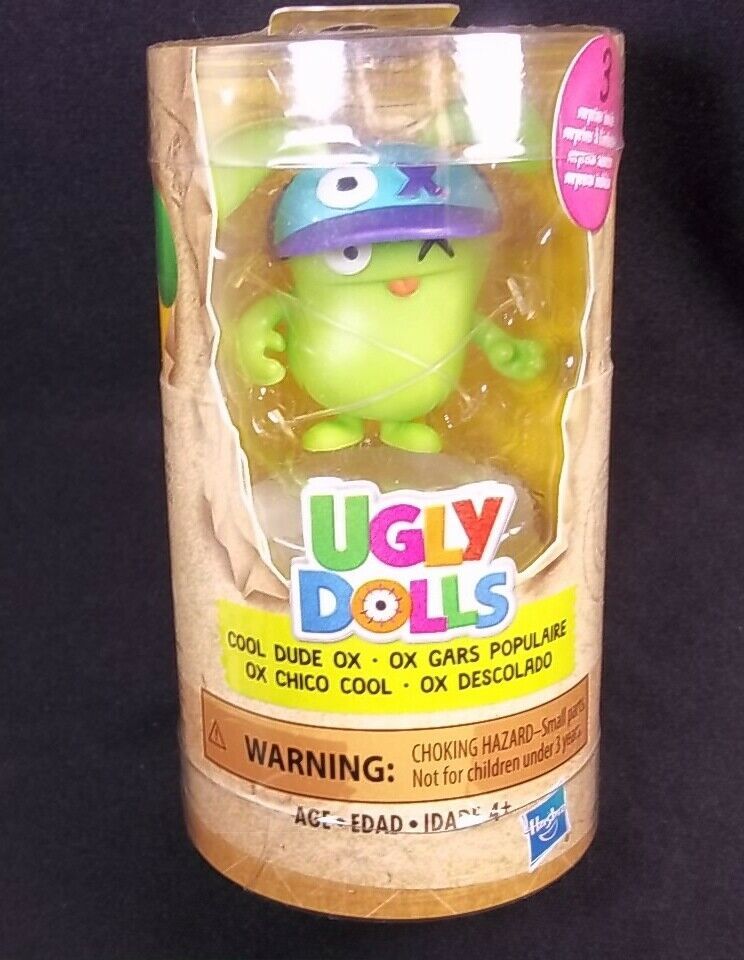 3
OX
UGLY
DOLLS
COOL DUDE OX • OX GARS POPULAIRE
OX CHICO COOL • OX DESCOLADO
WARNING:
CHOKING HAZARD–Small parts
Not for children under 3 years.
AGE • EDAD • IDADE 4+
Hasbro